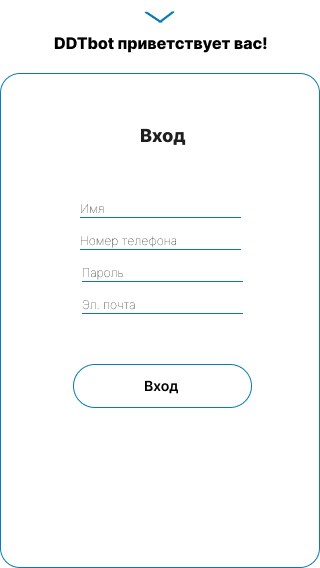 DDTbot приветствует вас!
Вход
Имя
Номер телефона
Пароль
Эл. почта
Вход